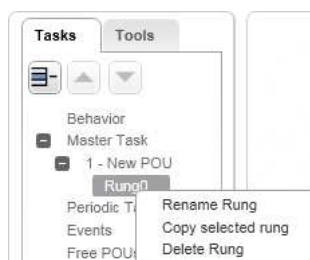 Tasks Tools
Behavior
Master Task
1 - New POU
Rung0
Periodic Ta
Rename Rung
Events
Copy selected rung
Free POUs
Delete Rung